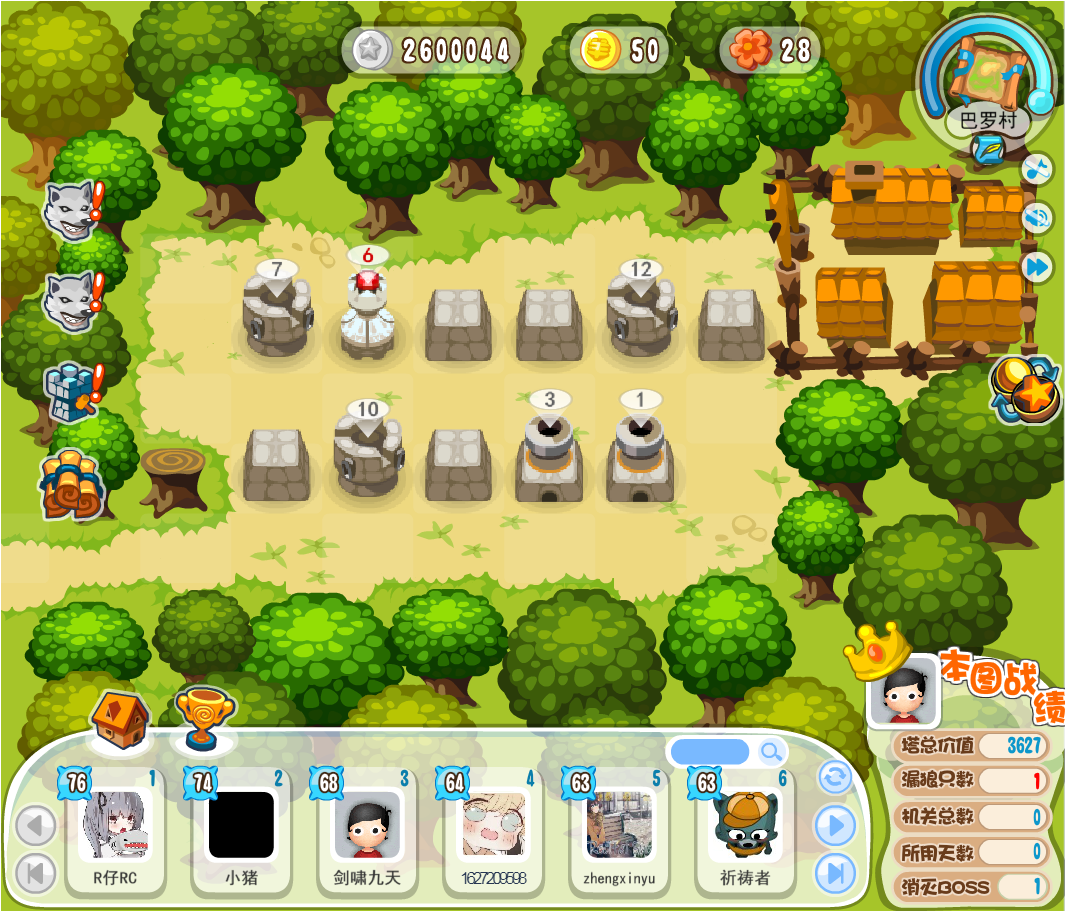 2600044
50
28
巴罗村
7
6
12
10
3
1
本图战绩
塔总价值 3627
漏狼只数 1
机关总数 0
所用天数 0
消灭BOSS 1
76 1
74 2
68 3
64 4
63 5
63 6
R仔RC
小猪
剑啸九天
1627209598
zhengxinyu
祈祷者